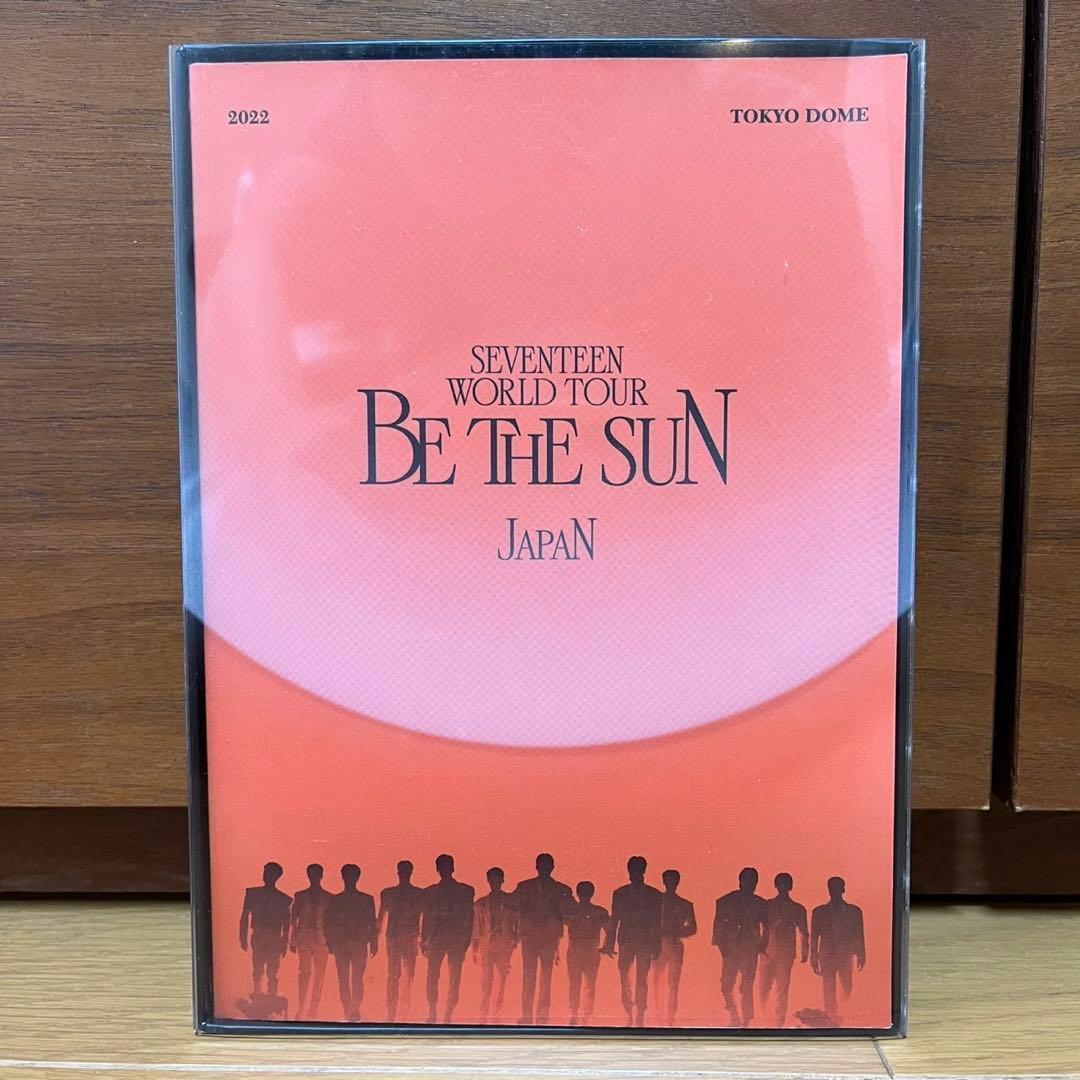 2022
TOKYO DOME
SEVENTEEN
WORLD TOUR
BE THE SUN
JAPAN